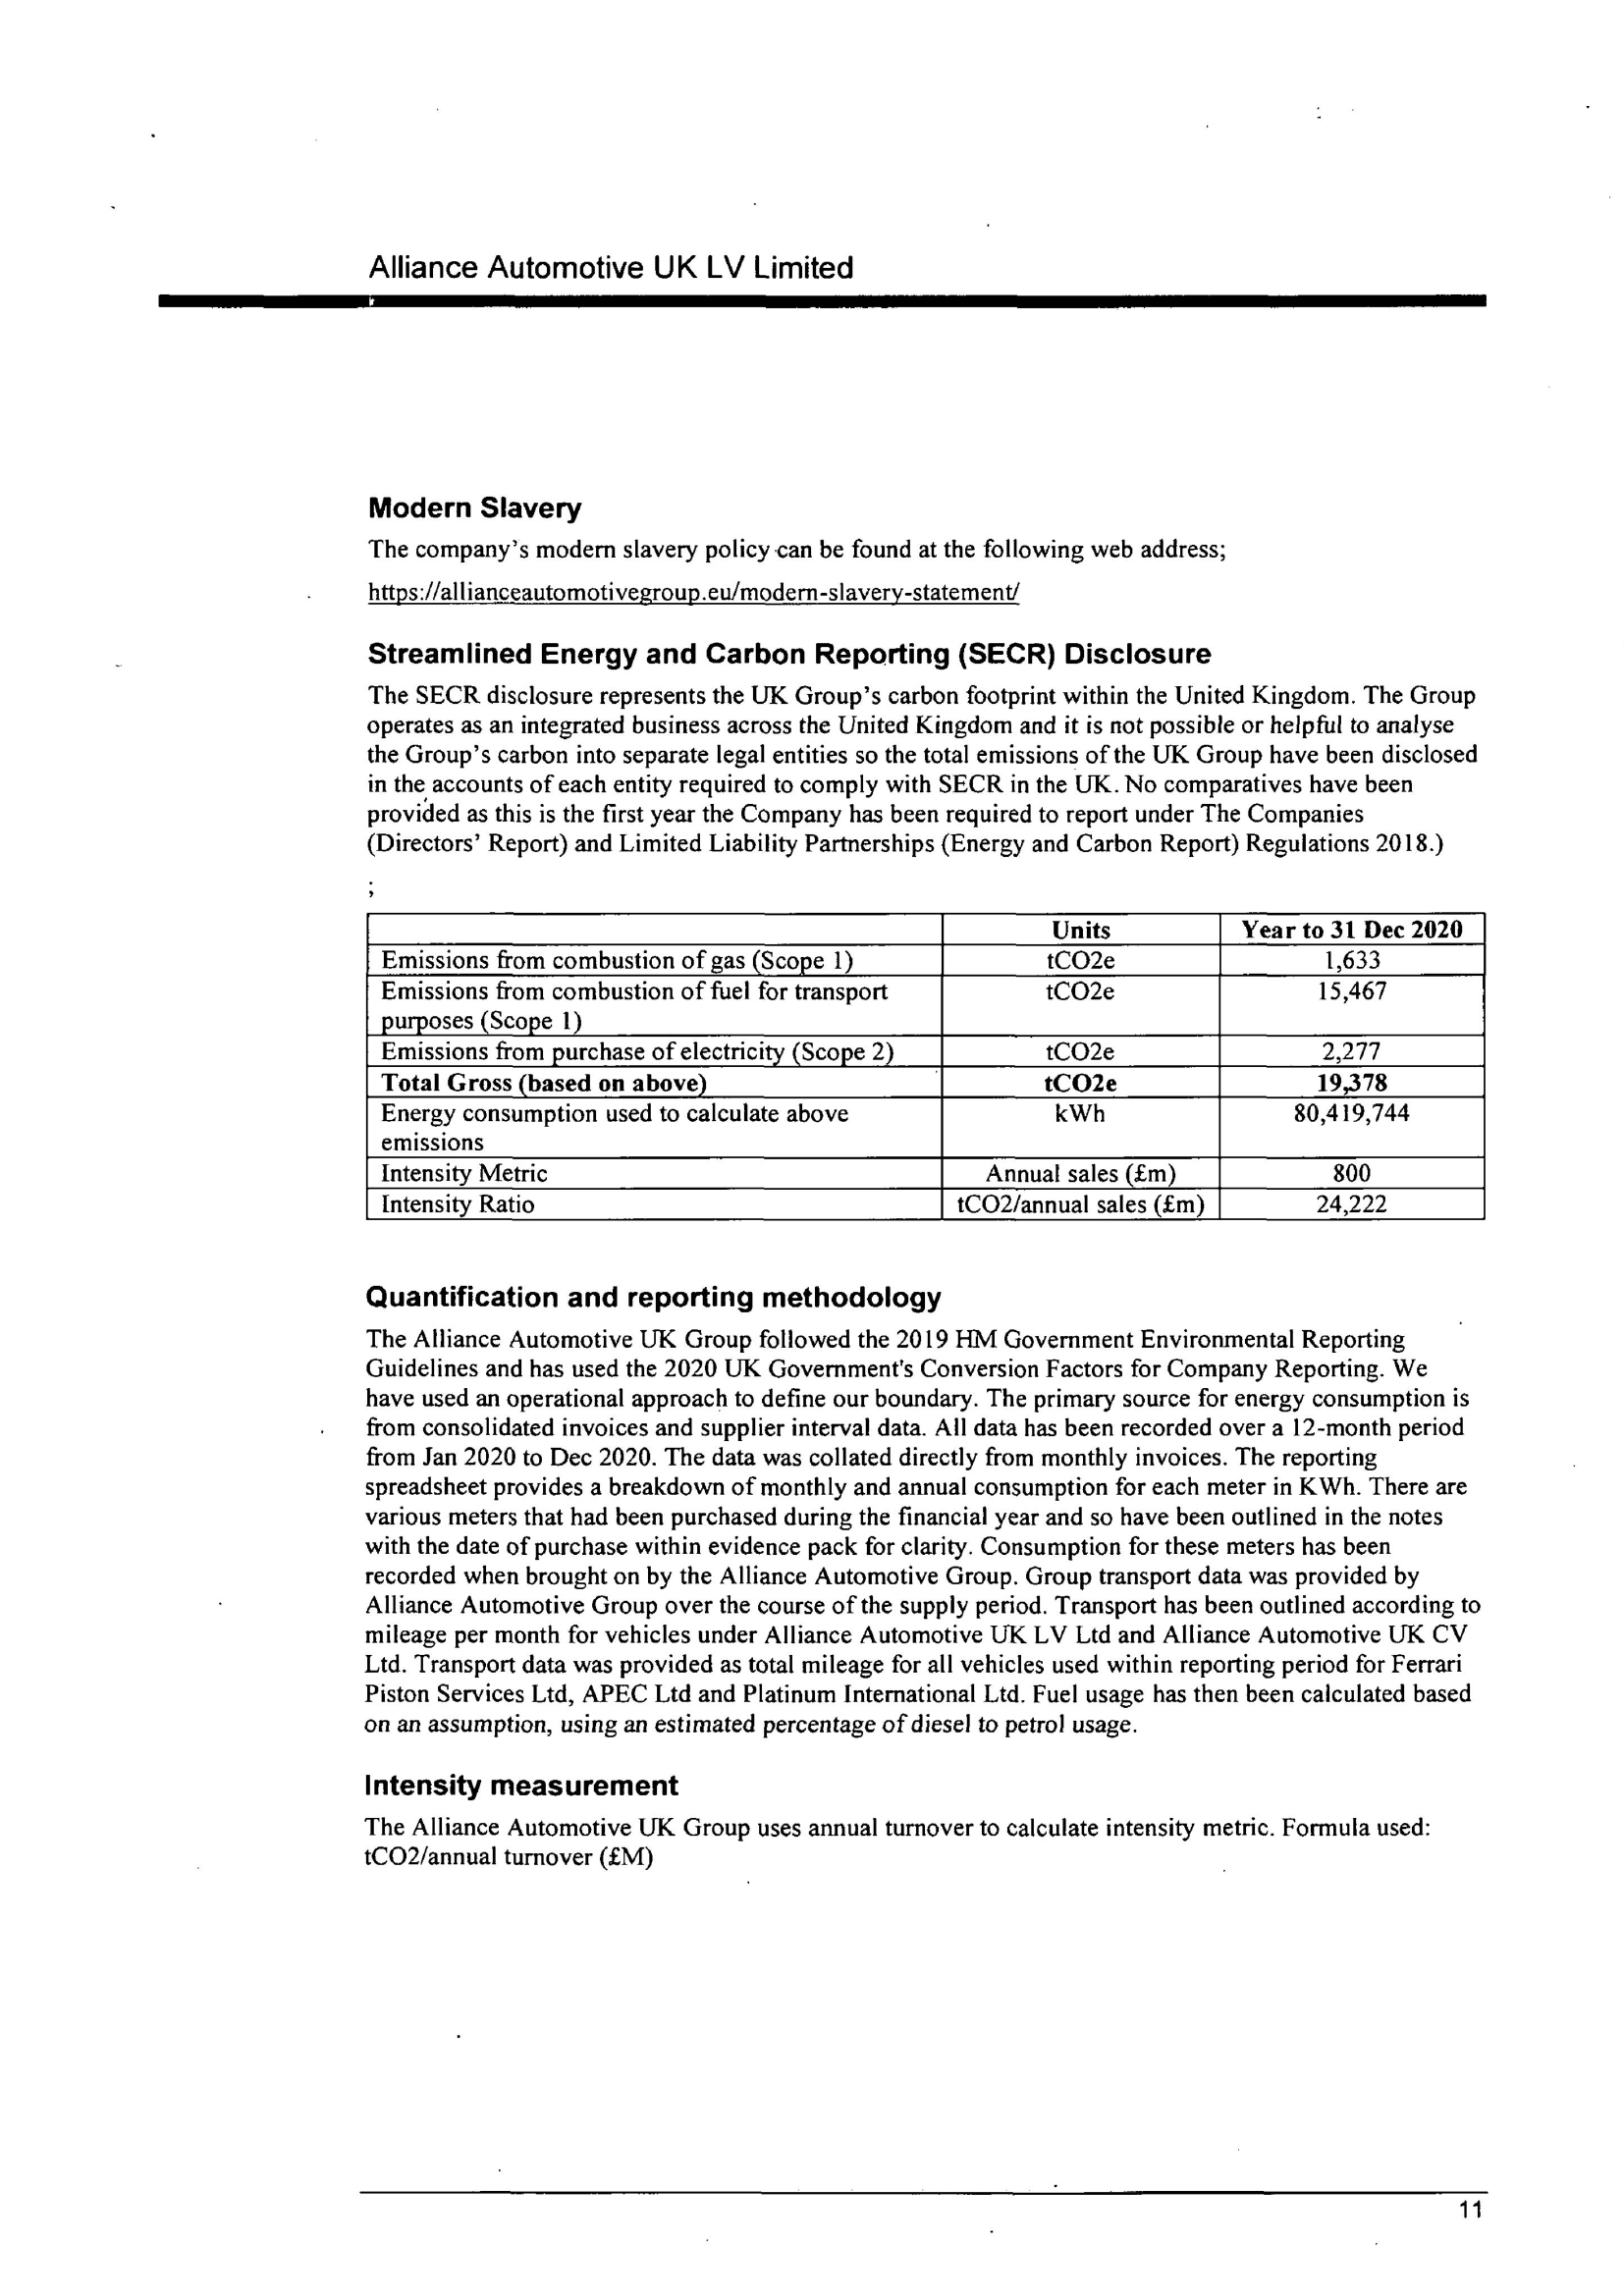 Alliance Automotive UK LV Limited
Modern Slavery
The company's modern slavery policy can be found at the following web address;
https://allianceautomotivegroup.eu/modern-slavery-statement/
Streamlined Energy and Carbon Reporting (SECR) Disclosure
The SECR disclosure represents the UK Group's carbon footprint within the United Kingdom. The Group
operates as an integrated business across the United Kingdom and it is not possible or helpful to analyse
the Group's carbon into separate legal entities so the total emissions of the UK Group have been disclosed
in the accounts of each entity required to comply with SECR in the UK. No comparatives have been
provided as this is the first year the Company has been required to report under The Companies
(Directors' Report) and Limited Liability Partnerships (Energy and Carbon Report) Regulations 2018.)
;
Units Year to 31 Dec 2020
Emissions from combustion of gas (Scope 1) tCO2e 1,633
Emissions from combustion of fuel for transport tCO2e 15,467
purposes (Scope 1)
Emissions from purchase of electricity (Scope 2) tCO2e 2,277
Total Gross (based on above) tCO2e 19,378
Energy consumption used to calculate above kWh 80,419,744
emissions
Intensity Metric Annual sales (£m) 800
Intensity Ratio tCO2/annual sales (£m) 24,222
Quantification and reporting methodology
The Alliance Automotive UK Group followed the 2019 HM Government Environmental Reporting
Guidelines and has used the 2020 UK Government's Conversion Factors for Company Reporting. We
have used an operational approach to define our boundary. The primary source for energy consumption is
from consolidated invoices and supplier interval data. All data has been recorded over a 12-month period
from Jan 2020 to Dec 2020. The data was collated directly from monthly invoices. The reporting
spreadsheet provides a breakdown of monthly and annual consumption for each meter in KWh. There are
various meters that had been purchased during the financial year and so have been outlined in the notes
with the date of purchase within evidence pack for clarity. Consumption for these meters has been
recorded when brought on by the Alliance Automotive Group. Group transport data was provided by
Alliance Automotive Group over the course of the supply period. Transport has been outlined according to
mileage per month for vehicles under Alliance Automotive UK LV Ltd and Alliance Automotive UK CV
Ltd. Transport data was provided as total mileage for all vehicles used within reporting period for Ferrari
Piston Services Ltd, APEC Ltd and Platinum International Ltd. Fuel usage has then been calculated based
on an assumption, using an estimated percentage of diesel to petrol usage.
Intensity measurement
The Alliance Automotive UK Group uses annual turnover to calculate intensity metric. Formula used:
tCO2/annual turnover (£M)
11